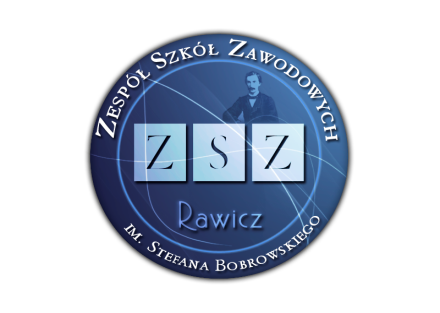 Zespół Szkół Zawodowych
Z S Z
Rawicz
im. Stefana Bobrowskiego